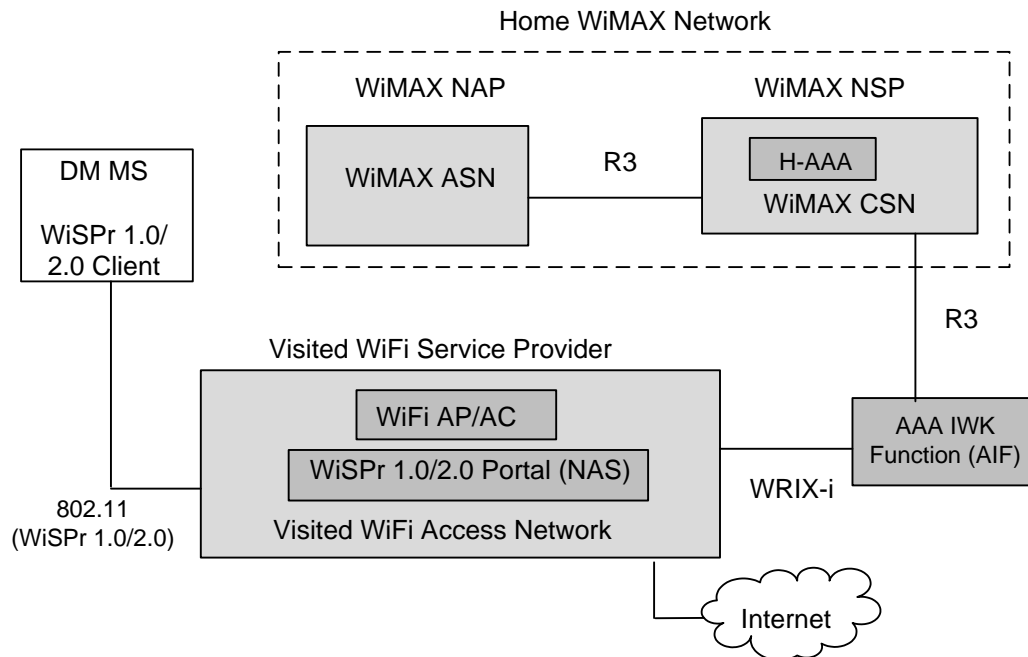 Home WiMAX Network
WiMAX NAP
WiMAX NSP
WiMAX ASN
R3
H-AAA
WiMAX CSN
DM MS
WiSPr 1.0/
2.0 Client
R3
Visited WiFi Service Provider
WiFi AP/AC
WiSPr 1.0/2.0 Portal (NAS)
Visited WiFi Access Network
AAA IWK
Function (AIF)
WRIX-i
802.11
(WiSPr 1.0/2.0)
Internet